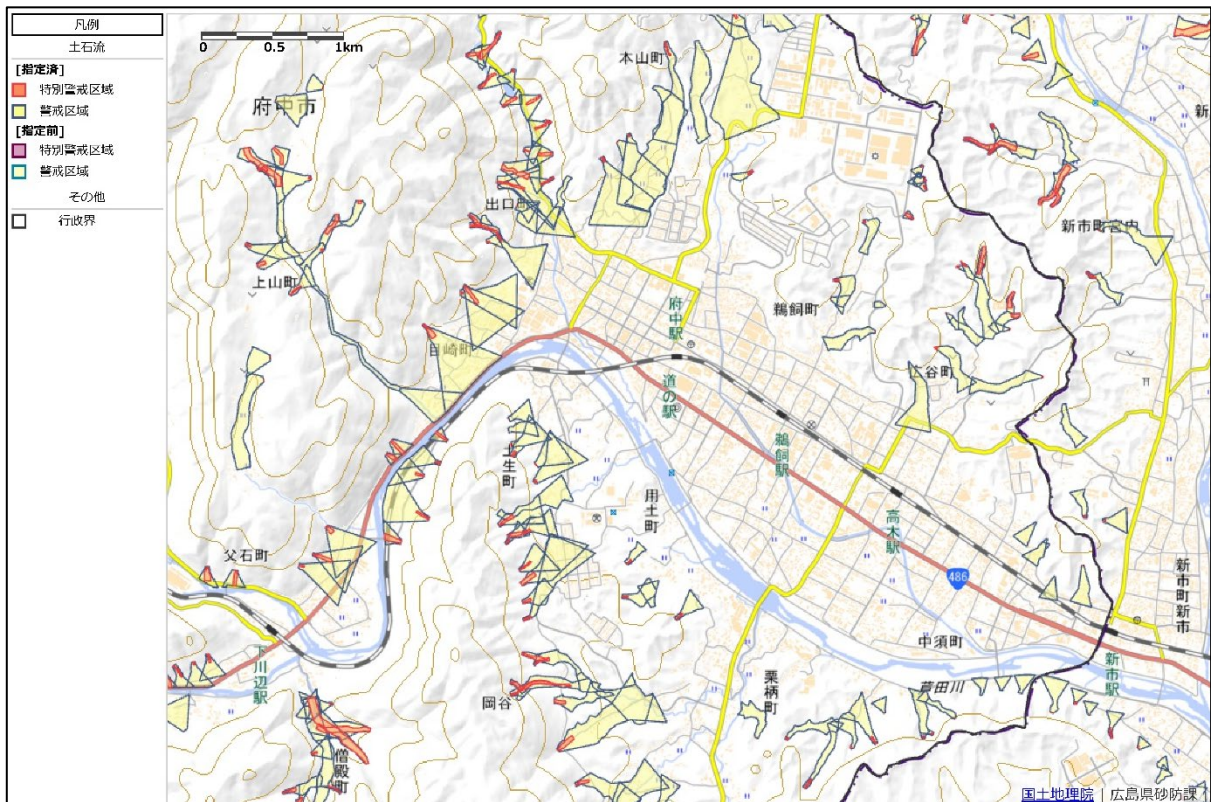 凡例
土石流
[指定済]
特別警戒区域
警戒区域
[指定前]
特別警戒区域
警戒区域
その他
行政界
0 0.5 1km
本山町
府中市
出口町
新市町宮内
上山町
府中駅
鵜飼町
目崎町
広谷町
道の駅
鵜飼駅
土生町
用土町
高木駅
父石町
486
新市町新市
中須町
下川辺駅
新市駅
岡谷
栗柄町
芦田川
僧殿町
国土地理院 | 広島県砂防課